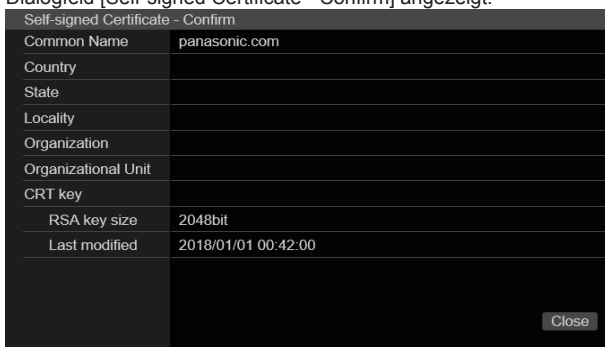 Dialogfeld [Self-signed Certificate - Confirm] angezeigt.
Self-signed Certificate - Confirm
Common Name panasonic.com
Country
State
Locality
Organization
Organizational Unit
CRT key
RSA key size 2048bit
Last modified 2018/01/01 00:42:00
Close